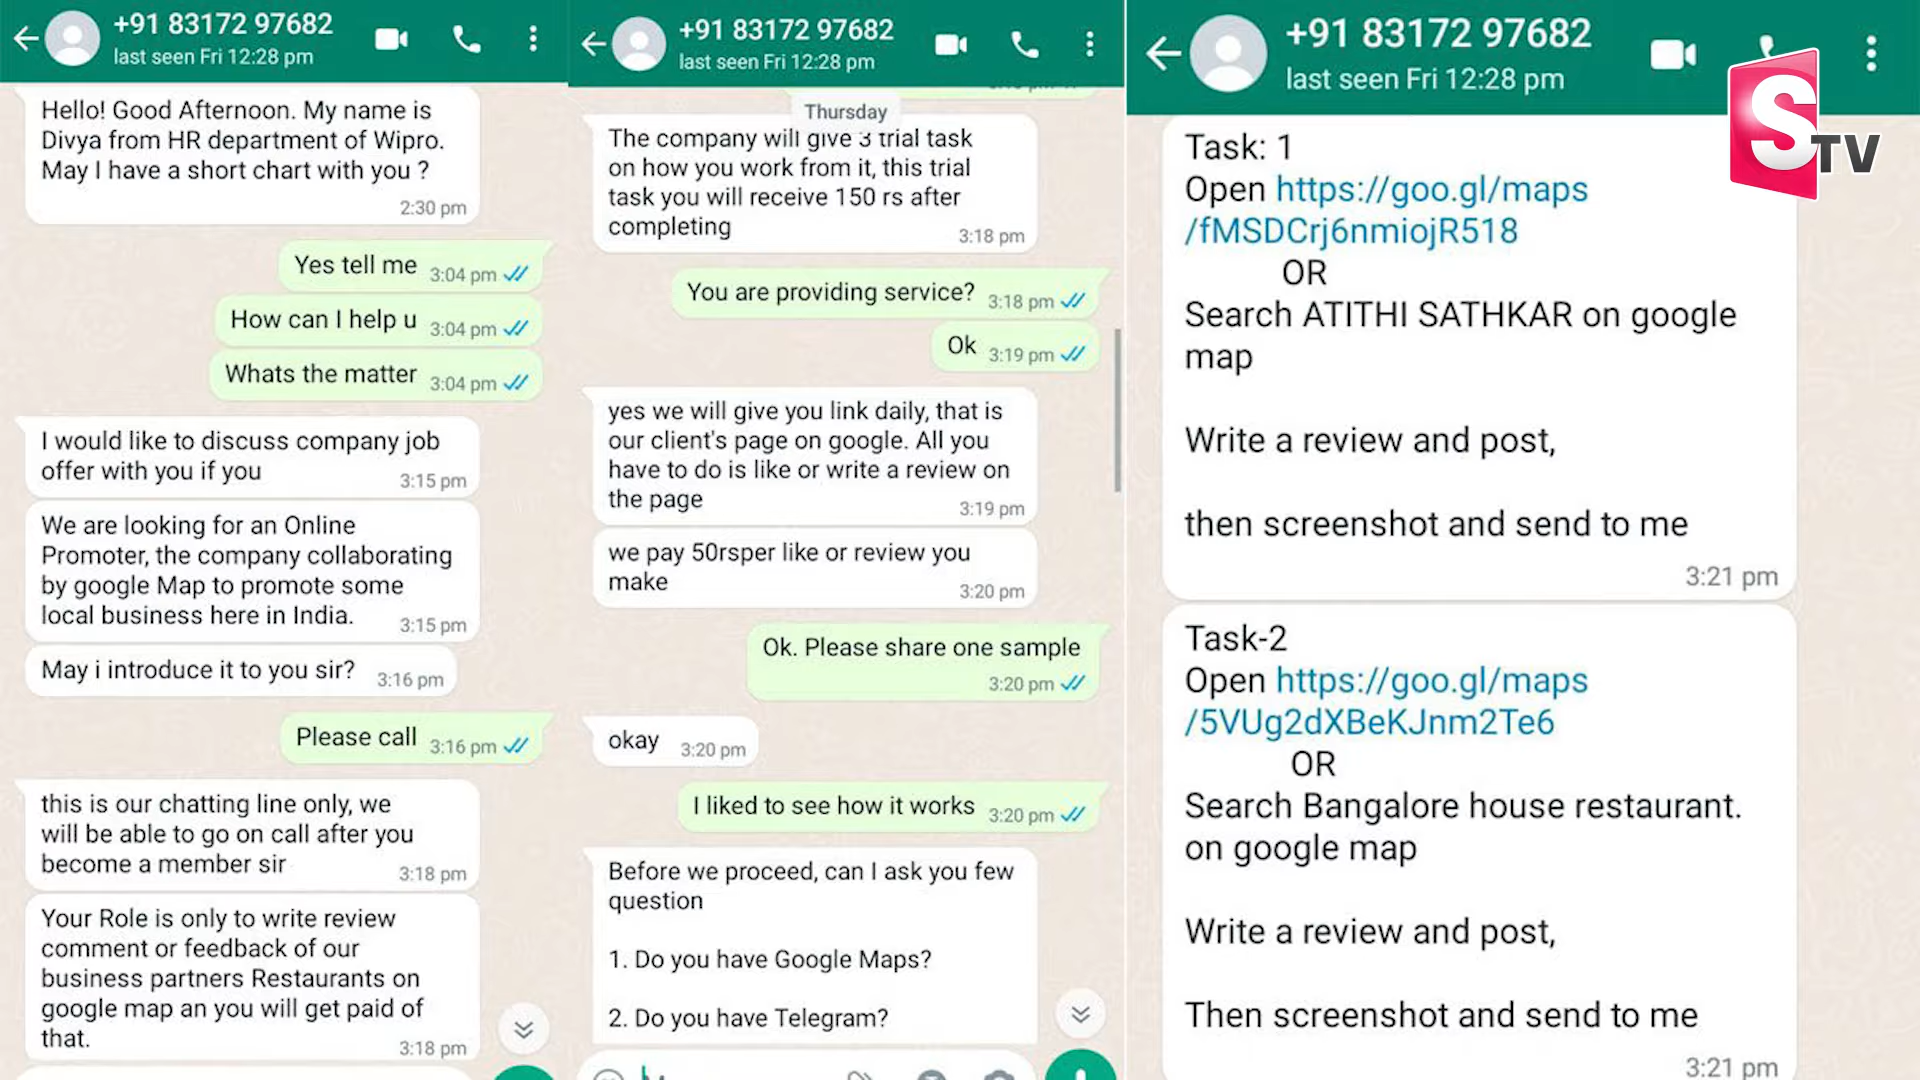 +91 83172 97682
last seen Fri 12:28 pm
Hello! Good Afternoon. My name is
Divya from HR department of Wipro.
May I have a short chart with you ?
2:30 pm
Yes tell me 3:04 pm
How can I help u 3:04 pm
Whats the matter 3:04 pm
I would like to discuss company job
offer with you if you 3:15 pm
We are looking for an Online
Promoter, the company collaborating
by google Map to promote some
local business here in India. 3:15 pm
May i introduce it to you sir? 3:16 pm
Please call 3:16 pm
this is our chatting line only, we
will be able to go on call after you
become a member sir 3:18 pm
Your Role is only to write review
comment or feedback of our
business partners Restaurants on
google map an you will get paid of
that. 3:18 pm
+91 83172 97682
last seen Fri 12:28 pm
Thursday
The company will give 3 trial task
on how you work from it, this trial
task you will receive 150 rs after
completing 3:18 pm
You are providing service? 3:18 pm
Ok 3:19 pm
yes we will give you link daily, that is
our client's page on google. All you
have to do is like or write a review on
the page 3:19 pm
we pay 50rsper like or review you
make 3:20 pm
Ok. Please share one sample
3:20 pm
okay 3:20 pm
I liked to see how it works 3:20 pm
Before we proceed, can I ask you few
question
1. Do you have Google Maps?
2. Do you have Telegram?
+91 83172 97682
last seen Fri 12:28 pm
STV
Task: 1
Open https://goo.gl/maps
/fMSDCrj6nmiojR518
OR
Search ATITHI SATHKAR on google
map
Write a review and post,
then screenshot and send to me
3:21 pm
Task-2
Open https://goo.gl/maps
/5VUg2dXBeKJnm2Te6
OR
Search Bangalore house restaurant.
on google map
Write a review and post,
Then screenshot and send to me
3:21 pm